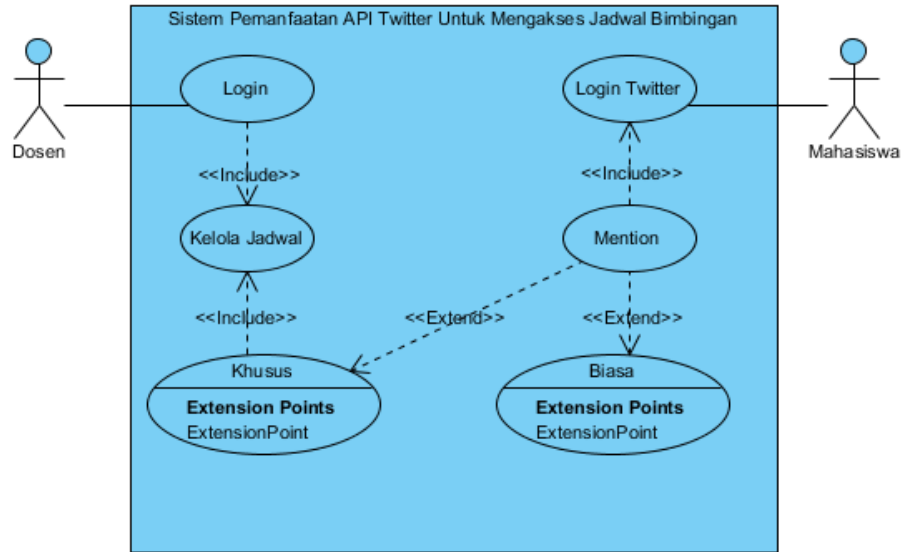 Sistem Pemanfaatan API Twitter Untuk Mengakses Jadwal Bimbingan
Login
Login Twitter
Dosen
Mahasiswa
<<Include>>
<<Include>>
Kelola Jadwal
Mention
<<Include>>
<<Extend>>
<<Extend>>
Khusus
Extension Points
ExtensionPoint
Biasa
Extension Points
ExtensionPoint